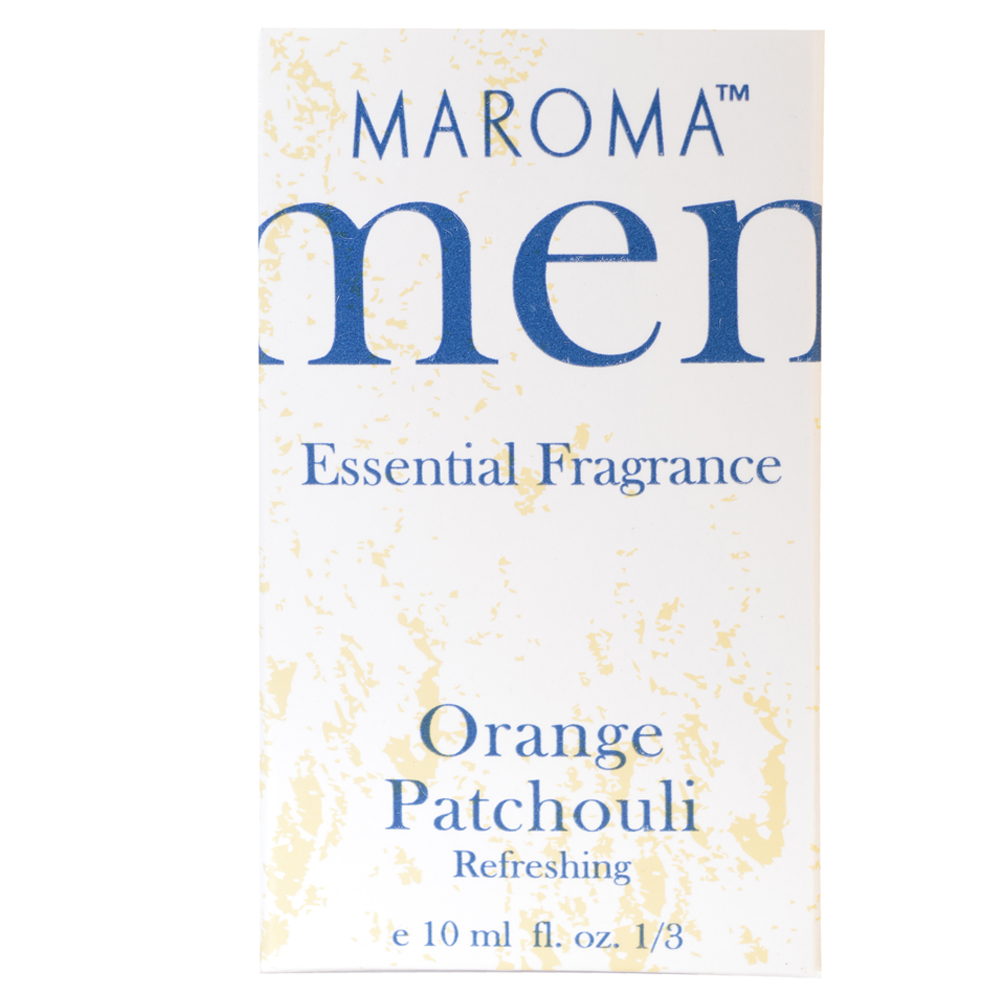 MAROMA™
men
Essential Fragrance
Orange
Patchouli
Refreshing
e 10 ml fl. oz. 1/3